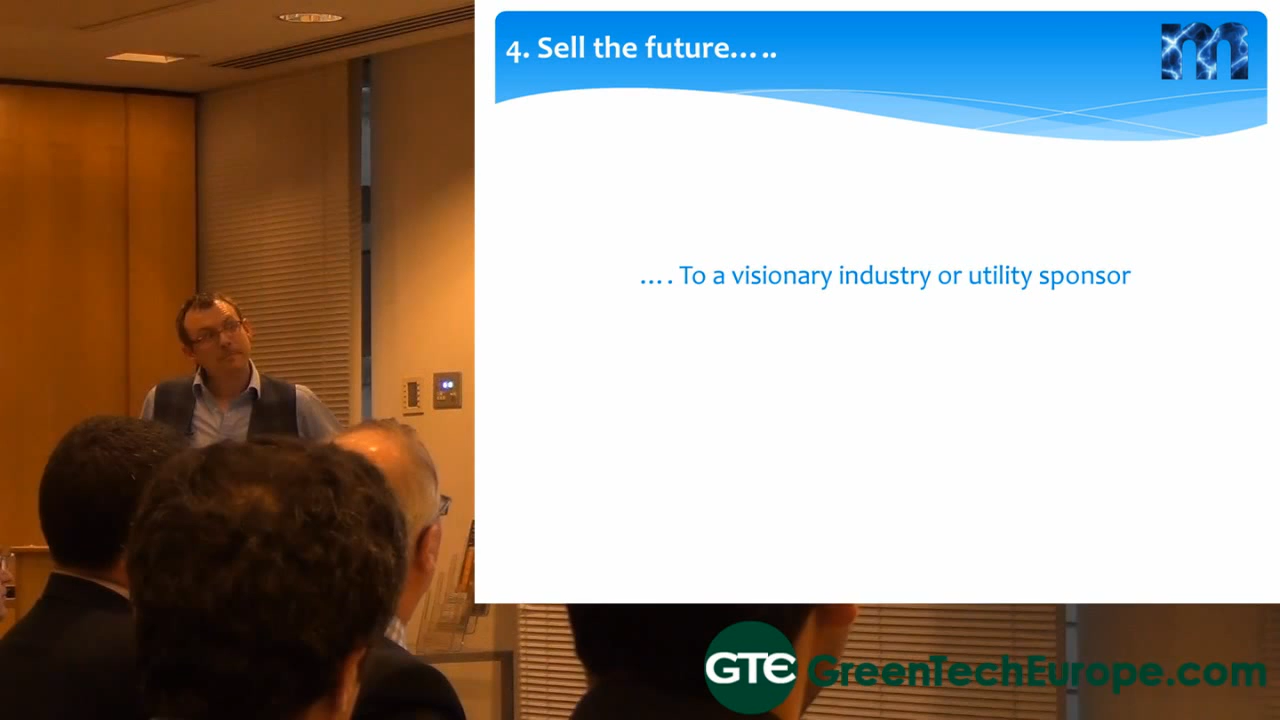 4. Sell the future.....
m
.... To a visionary industry or utility sponsor
GTE GreenTechEurope.com